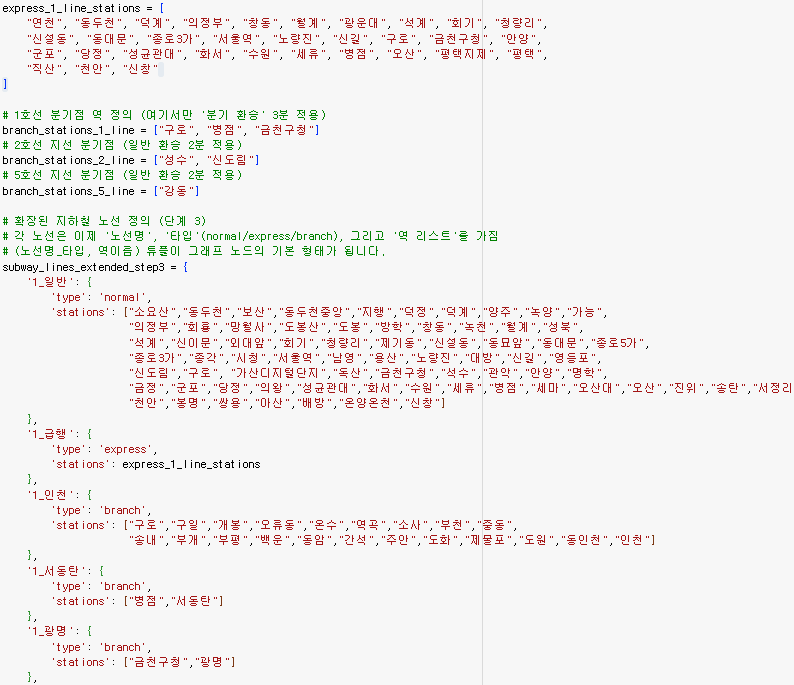 express_1_line_stations = [
"연천", "동두천", "덕계", "의정부", "창동", "월계", "광운대", "석계", "회기", "청량리",
"신설동", "동대문", "종로3가", "서울역", "노량진", "신길", "구로", "금천구청", "안양",
"군포", "당정", "성균관대", "화서", "수원", "세류", "병점", "오산", "평택지제", "평택",
"직산", "천안", "신창"
]
# 1호선 분기점 역 정의 (여기서만 '분기 환승' 3분 적용)
branch_stations_1_line = ["구로", "병점", "금천구청"]
# 2호선 지선 분기점 (일반 환승 2분 적용)
branch_stations_2_line = ["성수", "신도림"]
# 5호선 지선 분기점 (일반 환승 2분 적용)
branch_stations_5_line = ["강동"]
# 확장된 지하철 노선 정의 (단계 3)
# 각 노선은 이제 '노선명', '타입'(normal/express/branch), 그리고 '역 리스트'를 가짐
# (노선명_타입, 역이름) 튜플이 그래프 노드의 기본 형태가 됩니다.
subway_lines_extended_step3 = {
'1_일반': {
'type': 'normal',
'stations': ["소요산","동두천","보산","동두천중앙","지행","덕정","덕계","양주","녹양","가능",
"의정부","회룡","망월사","도봉산","도봉","방학","창동","녹천","월계","성북",
"석계","신이문","외대앞","회기","청량리","제기동","신설동","동묘앞","동대문","종로5가",
"종로3가","종각","시청","서울역","남영","용산","노량진","대방","신길","영등포",
"신도림","구로", "가산디지털단지","독산","금천구청","석수","관악","안양","명학",
"금정","군포","당정","의왕","성균관대","화서","수원","세류","병점","세마","오산대","오산","진위","송탄","서정리
"천안","봉명","쌍용","아산","배방","온양온천","신창"]
},
'1_급행': {
'type': 'express',
'stations': express_1_line_stations
},
'1_인천': {
'type': 'branch',
'stations': ["구로","구일","개봉","오류동","온수","역곡","소사","부천","중동",
"송내","부개","부평","백운","동암","간석","주안","도화","제물포","도원","동인천","인천"]
},
'1_서동탄': {
'type': 'branch',
'stations': ["병점","서동탄"]
},
'1_광명': {
'type': 'branch',
'stations': ["금천구청","광명"]
},